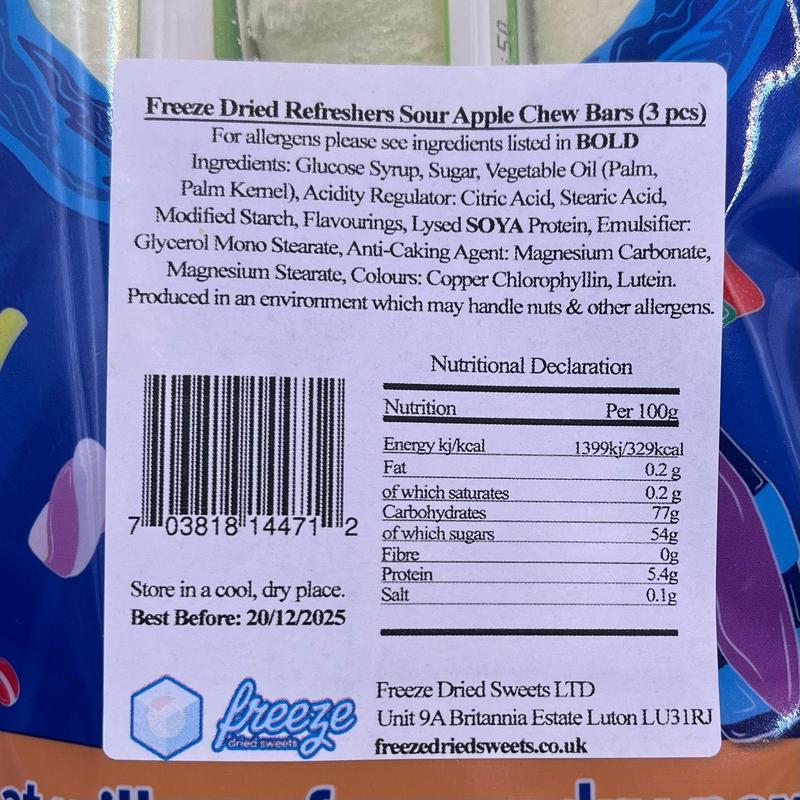 50
Freeze Dried Refreshers Sour Apple Chew Bars (3 pcs)
For allergens please see ingredients listed in BOLD
Ingredients: Glucose Syrup, Sugar, Vegetable Oil (Palm,
Palm Kernel), Acidity Regulator: Citric Acid, Stearic Acid,
Modified Starch, Flavourings, Lysed SOYA Protein, Emulsifier:
Glycerol Mono Stearate, Anti-Caking Agent: Magnesium Carbonate,
Magnesium Stearate, Colours: Copper Chlorophyllin, Lutein.
Produced in an environment which may handle nuts & other allergens.
Nutritional Declaration
Nutrition Per 100g
Energy kj/kcal 1399kj/329kcal
Fat 0.2 g
of which saturates 0.2 g
Carbohydrates 77g
of which sugars 54g
Fibre 0g
Protein 5.4g
Salt 0.1g
7 03818 14471 2
Store in a cool, dry place.
Best Before: 20/12/2025
freeze
dried sweets
Freeze Dried Sweets LTD
Unit 9A Britannia Estate Luton LU31RJ
freezedriedsweets.co.uk